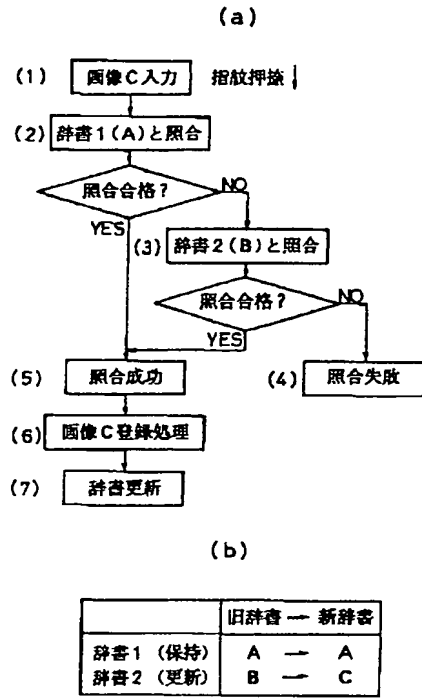 (a)
(1) 画像C入力 指紋押捺↓
(2) 辞書1(A)と照合
照合合格?
NO
YES
(3) 辞書2(B)と照合
照合合格?
NO
YES
(5) 照合成功
(4) 照合失敗
(6) 画像C登録処理
(7) 辞書更新
(b)
旧辞書 → 新辞書
辞書1 (保持) A → A
辞書2 (更新) B → C